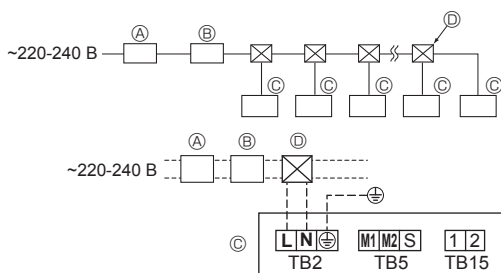 Ⓐ Ⓑ Ⓓ
~220-240 В
Ⓒ Ⓒ Ⓒ Ⓒ Ⓒ
Ⓐ Ⓑ Ⓓ
~220-240 В
Ⓒ L N M1 M2 S 1 2
TB2 TB5 TB15